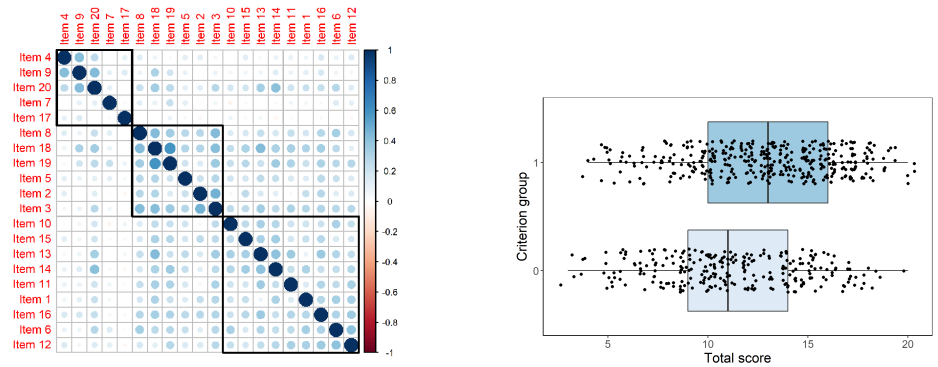 Item 4
Item 9
Item 20
Item 7
Item 17
Item 8
Item 18
Item 19
Item 5
Item 2
Item 3
Item 10
Item 15
Item 13
Item 14
Item 11
Item 1
Item 16
Item 6
Item 12
Item 4
Item 9
Item 20
Item 7
Item 17
Item 8
Item 18
Item 19
Item 5
Item 2
Item 3
Item 10
Item 15
Item 13
Item 14
Item 11
Item 1
Item 16
Item 6
Item 12
1
0.8
0.6
0.4
0.2
0
-0.2
-0.4
-0.6
-0.8
-1
Criterion group
1
0
5
10
15
20
Total score